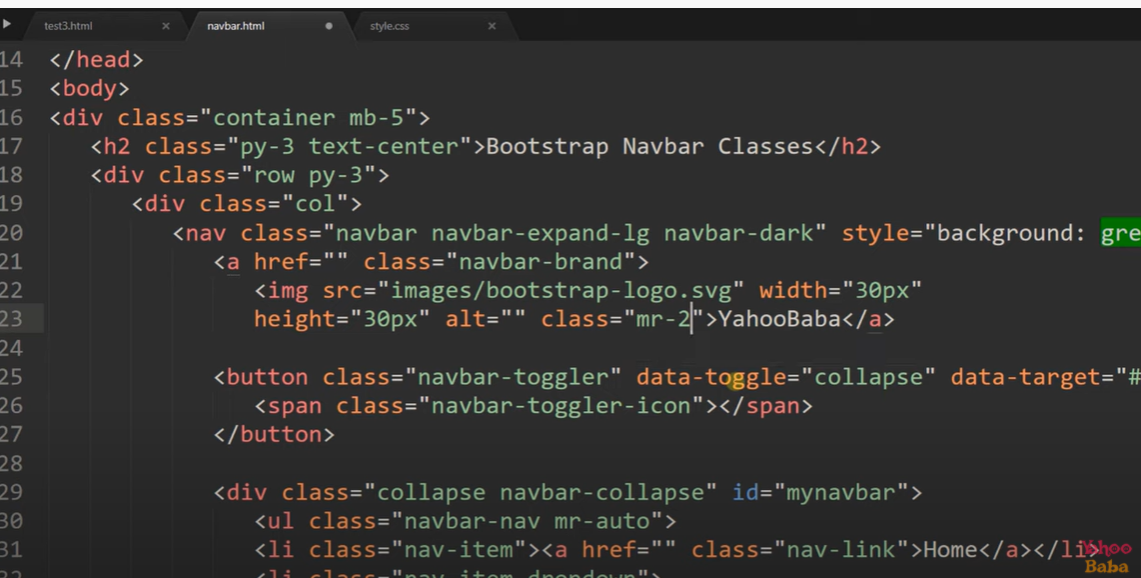 test3.html × navbar.html ● style.css ×
14 </head>
15 <body>
16 <div class="container mb-5">
17 <h2 class="py-3 text-center">Bootstrap Navbar Classes</h2>
18 <div class="row py-3">
19 <div class="col">
20 <nav class="navbar navbar-expand-lg navbar-dark" style="background: gre
21 <a href="" class="navbar-brand">
22 <img src="images/bootstrap-logo.svg" width="30px"
23 height="30px" alt="" class="mr-2">YahooBaba</a>
24
25 <button class="navbar-toggler" data-toggle="collapse" data-target="#
26 <span class="navbar-toggler-icon"></span>
27 </button>
28
29 <div class="collapse navbar-collapse" id="mynavbar">
30 <ul class="navbar-nav mr-auto">
31 <li class="nav-item"><a href="" class="nav-link">Home</a></li>
32 <li class="nav-item dropdown">
Yahoo
Baba